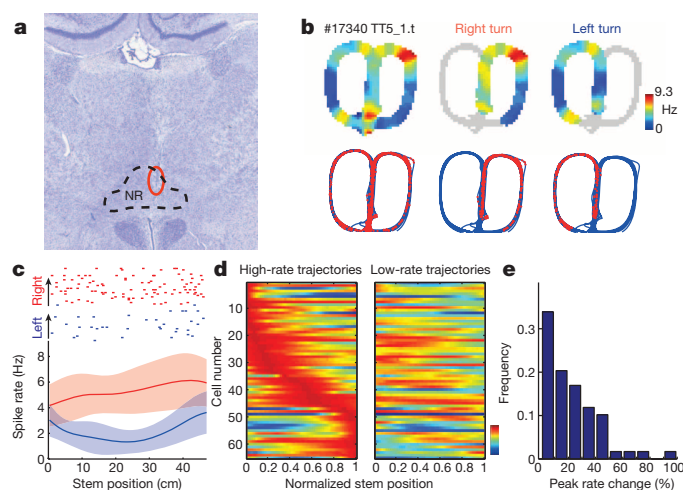 a
NR
b
#17340 TT5_1.t
Right turn
Left turn
9.3
Hz
0
c
Right
Left
Spike rate (Hz)
8
6
4
2
0
0 10 20 30 40
Stem position (cm)
d
High-rate trajectories
Low-rate trajectories
Cell number
10
20
30
40
50
60
0 0.2 0.4 0.6 0.8 1
0 0.2 0.4 0.6 0.8 1
Normalized stem position
e
Frequency
0.3
0.2
0.1
0
0 20 40 60 80 100
Peak rate change (%)